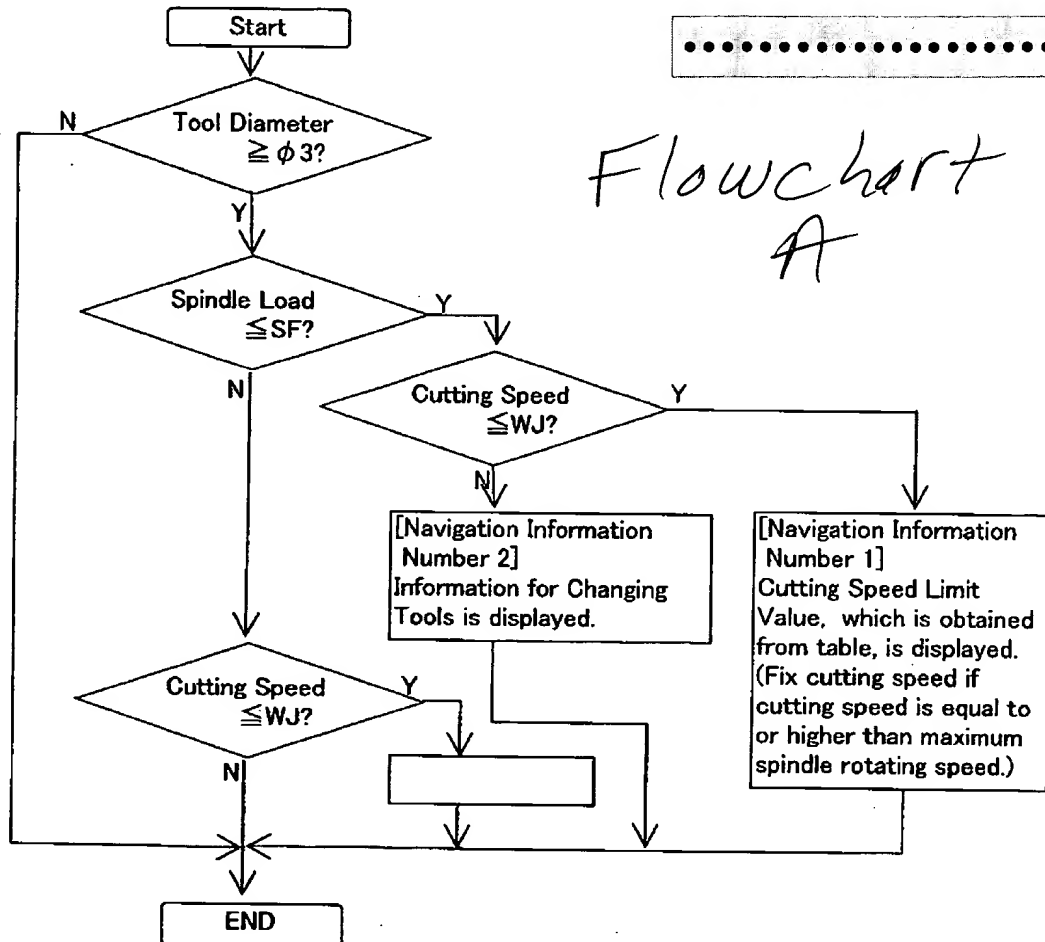 Start
N
Tool Diameter
≧ φ3?
Flowchart
A
Y
Spindle Load
≦SF?
Y
N
Cutting Speed
≦WJ?
Y
N
[Navigation Information
Number 2]
Information for Changing
Tools is displayed.
[Navigation Information
Number 1]
Cutting Speed Limit
Value, which is obtained
from table, is displayed.
(Fix cutting speed if
cutting speed is equal to
or higher than maximum
spindle rotating speed.)
Cutting Speed
≦WJ?
Y
N
END